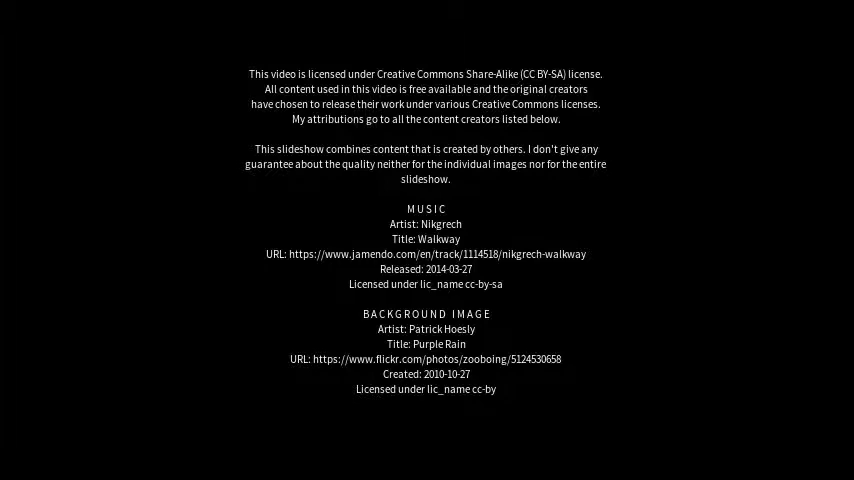 This video is licensed under Creative Commons Share-Alike (CC BY-SA) license.
All content used in this video is free available and the original creators
have chosen to release their work under various Creative Commons licenses.
My attributions go to all the content creators listed below.
This slideshow combines content that is created by others. I don't give any
guarantee about the quality neither for the individual images nor for the entire
slideshow.
MUSIC
Artist: Nikgrech
Title: Walkway
URL: https://www.jamendo.com/en/track/1114518/nikgrech-walkway
Released: 2014-03-27
Licensed under lic_name cc-by-sa
BACKGROUND IMAGE
Artist: Patrick Hoesly
Title: Purple Rain
URL: https://www.flickr.com/photos/zooboing/5124530658
Created: 2010-10-27
Licensed under lic_name cc-by